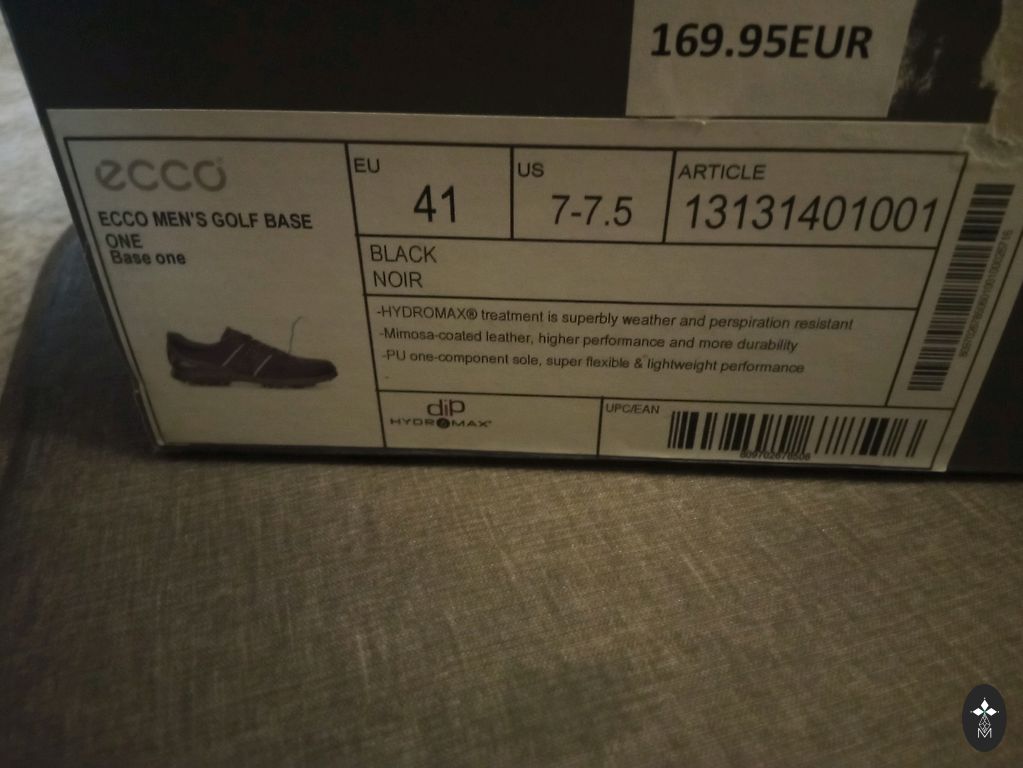 169.95EUR
ecco
ECCO MEN'S GOLF BASE
ONE
Base one
EU
41
US
7-7.5
ARTICLE
13131401001
BLACK
NOIR
-HYDROMAX® treatment is superbly weather and perspiration resistant
-Mimosa-coated leather, higher performance and more durability
-PU one-component sole, super flexible & lightweight performance
-
dip
HYDROMAX
UPC/EAN
M